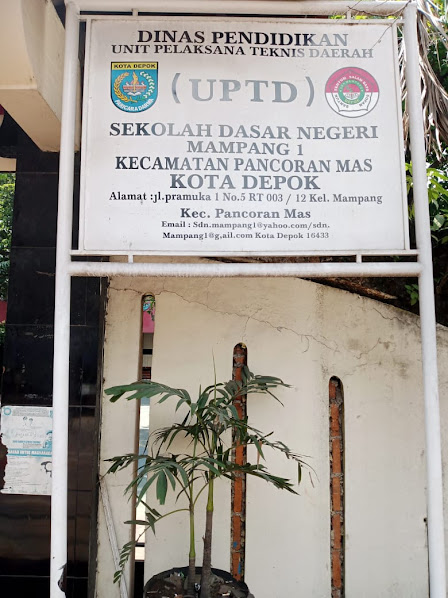 DINAS PENDIDIKAN
UNIT PELAKSANA TEKNIS DAERAH
KOTA DEPOK
(UPTD)
SEKOLAH DASAR NEGERI
MAMPANG 1
KECAMATAN PANCORAN MAS
KOTA DEPOK
Alamat :jl.pramuka 1 No.5 RT 003 / 12 Kel. Mampang
Kec. Pancoran Mas
Email : Sdn.mampang1@yahoo.com/sdn.
Mampang1@g,ail.com Kota Depok 16433